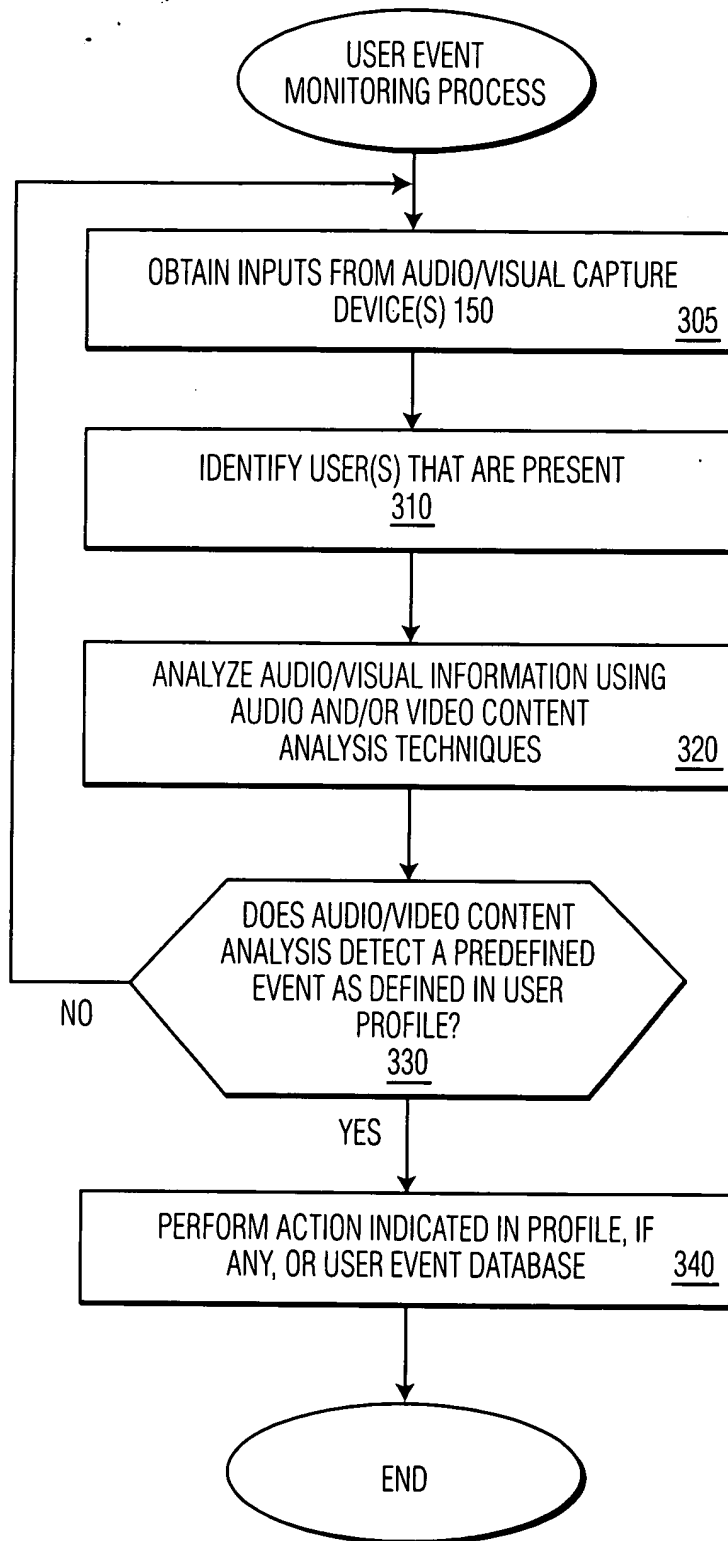 USER EVENT
MONITORING PROCESS
OBTAIN INPUTS FROM AUDIO/VISUAL CAPTURE
DEVICE(S) 150
305
IDENTIFY USER(S) THAT ARE PRESENT
310
ANALYZE AUDIO/VISUAL INFORMATION USING
AUDIO AND/OR VIDEO CONTENT
ANALYSIS TECHNIQUES
320
DOES AUDIO/VIDEO CONTENT
ANALYSIS DETECT A PREDEFINED
EVENT AS DEFINED IN USER
PROFILE?
330
NO
YES
PERFORM ACTION INDICATED IN PROFILE, IF
ANY, OR USER EVENT DATABASE
340
END